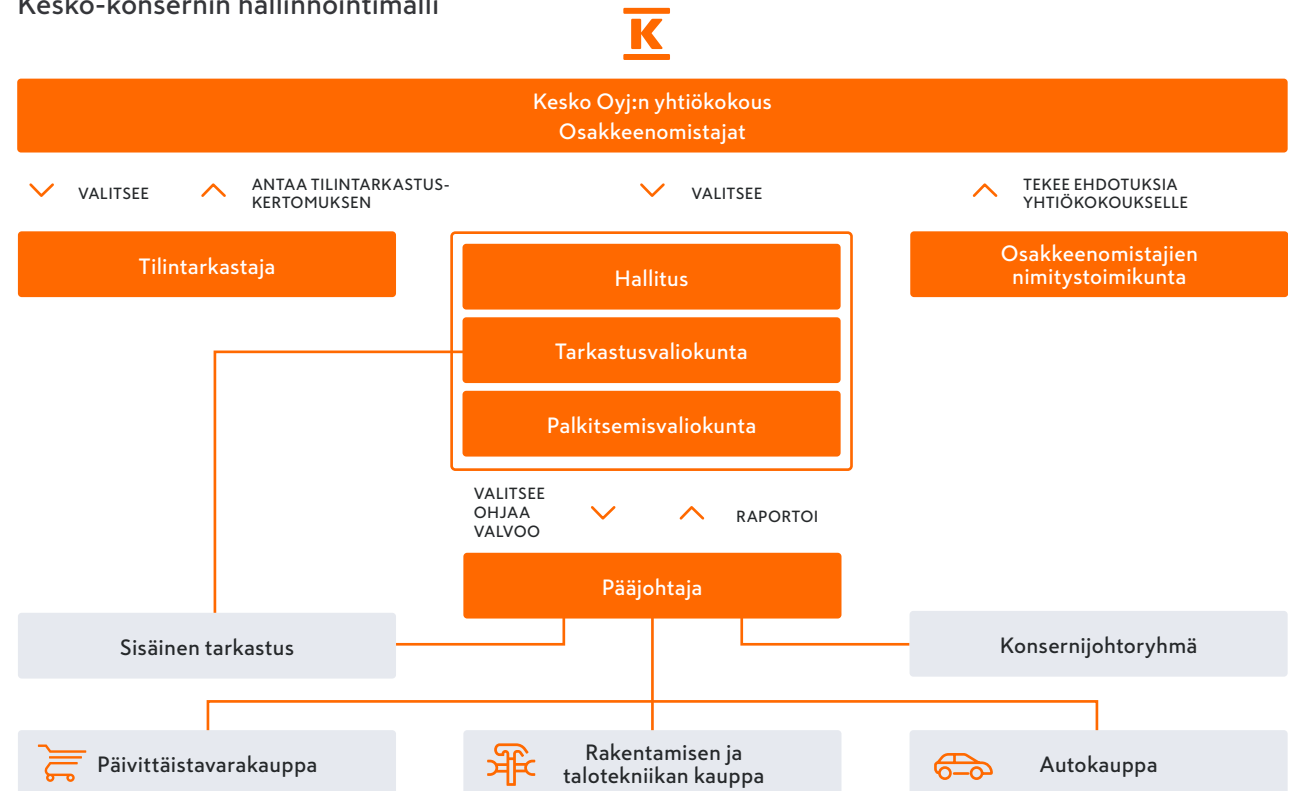 Kesko-konsernin hallinnointimalli
K
Kesko Oyj:n yhtiökokous
Osakkeenomistajat
VALITSEE
ANTAA TILINTARKASTUS-
KERTOMUKSEN
VALITSEE
TEKEE EHDOTUKSIA
YHTIÖKOKOUKSELLE
Tilintarkastaja
Hallitus
Tarkastusvaliokunta
Palkitsemisvaliokunta
Osakkeenomistajien
nimitystoimikunta
VALITSEE
OHJAA
VALVOO
RAPORTOI
Pääjohtaja
Sisäinen tarkastus
Konsernijohtoryhmä
Päivittäistavarakauppa
Rakentamisen ja
talotekniikan kauppa
Autokauppa